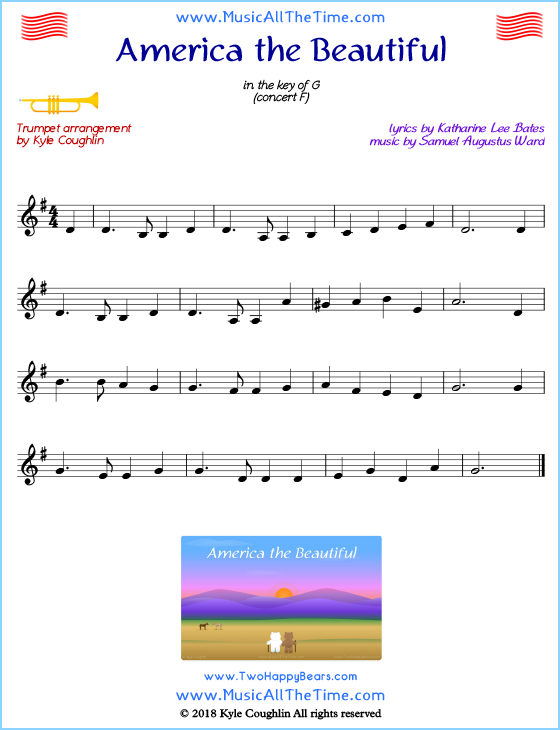 www.MusicAllTheTime.com
America the Beautiful
in the key of G
(concert F)
Trumpet arrangement
by Kyle Coughlin
lyrics by Katharine Lee Bates
music by Samuel Augustus Ward
4
4
America the Beautiful
www.TwoHappyBears.com
www.MusicAllTheTime.com
© 2018 Kyle Coughlin All rights reserved